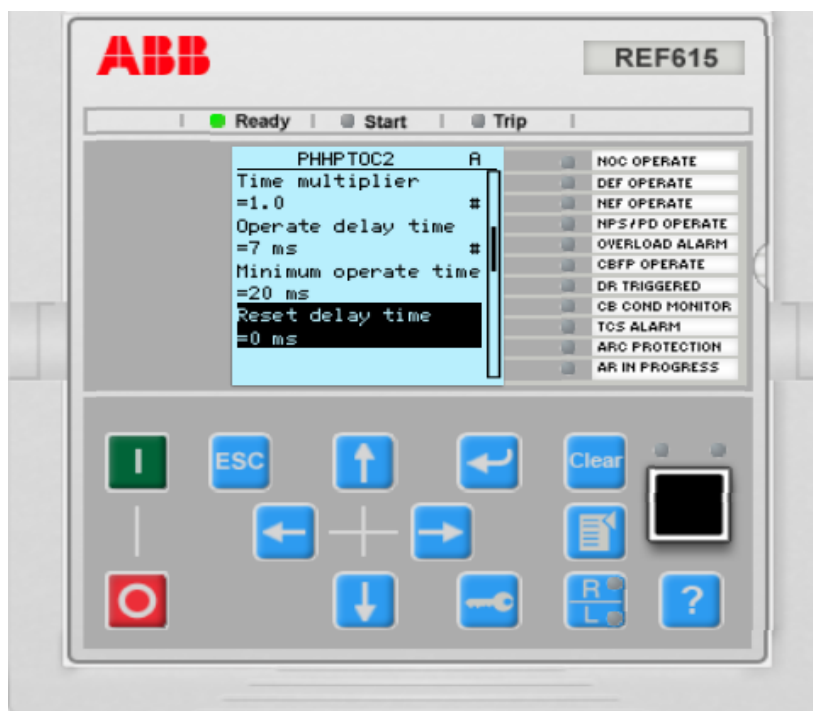 ABB
REF615
Ready
Start
Trip
PHHPTOC2 A
Time multiplier
=1.0 #
Operate delay time
=7 ms #
Minimum operate time
=20 ms
Reset delay time
=0 ms
NOC OPERATE
DEF OPERATE
NEF OPERATE
NPS/PD OPERATE
OVERLOAD ALARM
CBFP OPERATE
DR TRIGGERED
CB COND MONITOR
TCS ALARM
ARC PROTECTION
AR IN PROGRESS
I
ESC
Clear
O
R
L
?